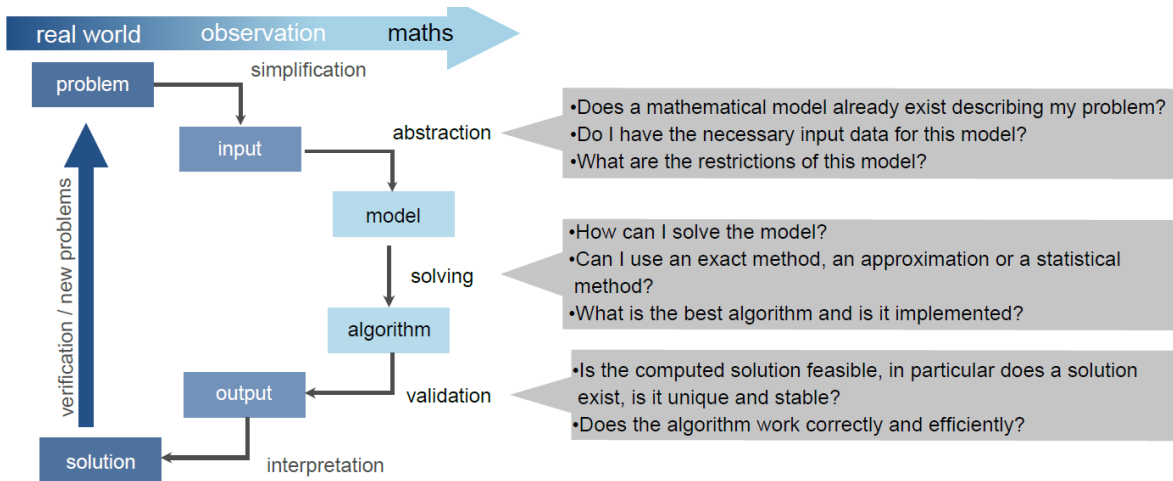 real world observation maths
simplification
problem
•Does a mathematical model already exist describing my problem?
abstraction
•Do I have the necessary input data for this model?
input
•What are the restrictions of this model?
model
•How can I solve the model?
•Can I use an exact method, an approximation or a statistical
method?
solving
•What is the best algorithm and is it implemented?
algorithm
•Is the computed solution feasible, in particular does a solution
exist, is it unique and stable?
validation
•Does the algorithm work correctly and efficiently?
output
interpretation
solution
verification / new problems